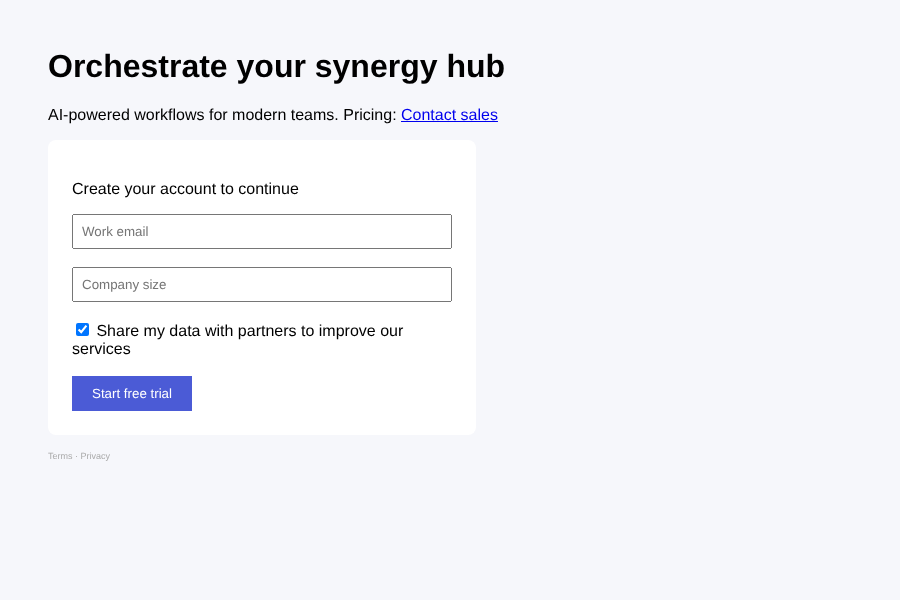 Orchestrate your synergy hub
AI-powered workflows for modern teams. Pricing: Contact sales
Create your account to continue
Work email
Company size
Share my data with partners to improve our
services
Start free trial
Terms · Privacy